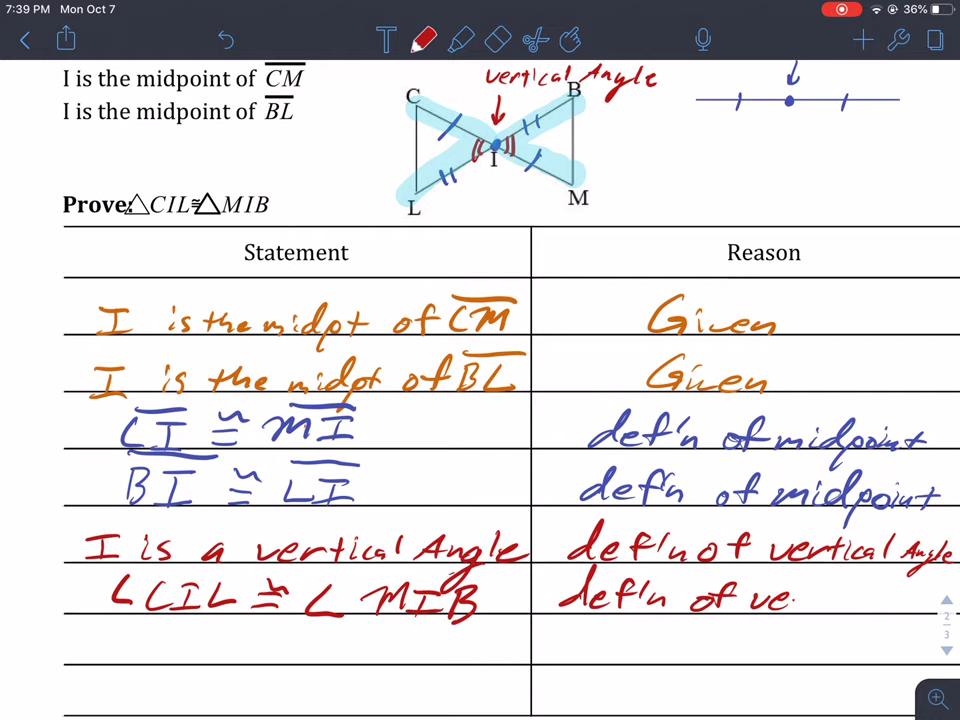 7:39 PM Mon Oct 7
36%
I is the midpoint of CM
I is the midpoint of BL
vertical Angle
C
B
I
L
M
Prove: △CIL≅△MIB
Statement
Reason
I is the midpt of CM
Given
I is the midpt of BL
Given
CI ≅ MI
def'n of midpoint
BI ≅ LI
def'n of midpoint
I is a vertical Angle
def'n of vertical Angle
∠CIL ≅ ∠MIB
def'n of ve
2
3